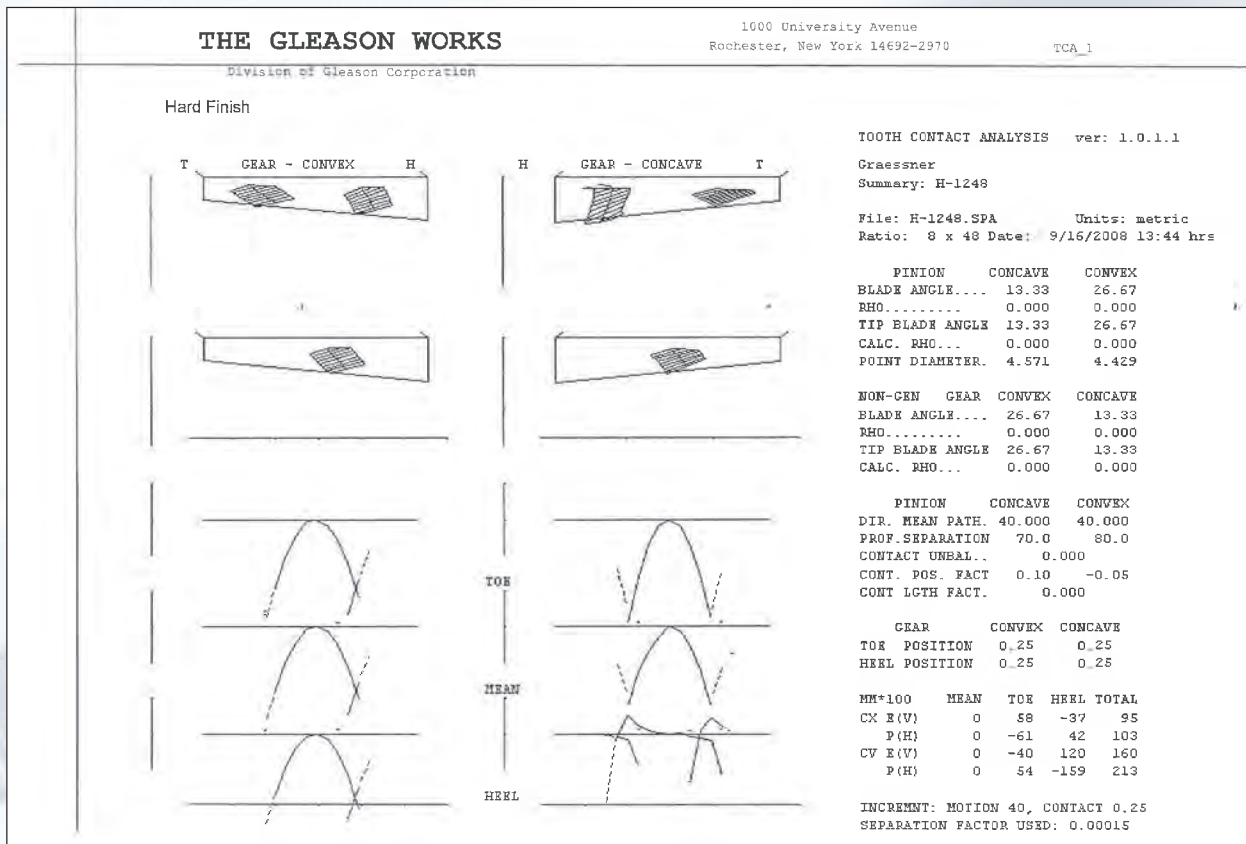 THE GLEASON WORKS
Division of Gleason Corporation
1000 University Avenue
Rochester, New York 14692-2970
TCA_1
Hard Finish
T GEAR - CONVEX H
H GEAR - CONCAVE T
TOE
MEAN
HEEL
TOOTH CONTACT ANALYSIS ver: 1.0.1.1
Graessner
Summary: H-1248
File: H-1248.SPA Units: metric
Ratio: 8 x 48 Date: 9/16/2008 13:44 hrs
PINION CONCAVE CONVEX
BLADE ANGLE.... 13.33 26.67
RHO......... 0.000 0.000
TIP BLADE ANGLE 13.33 26.67
CALC. RHO... 0.000 0.000
POINT DIAMETER. 4.571 4.429
NON-GEN GEAR CONVEX CONCAVE
BLADE ANGLE.... 26.67 13.33
RHO......... 0.000 0.000
TIP BLADE ANGLE 26.67 13.33
CALC. RHO... 0.000 0.000
PINION CONCAVE CONVEX
DIR. MEAN PATH. 40.000 40.000
PROF.SEPARATION 70.0 80.0
CONTACT UNBAL.. 0.000
CONT. POS. FACT 0.10 -0.05
CONT LGTH FACT. 0.000
GEAR CONVEX CONCAVE
TOE POSITION 0.25 0.25
HEEL POSITION 0.25 0.25
MM*100 MEAN TOE HEEL TOTAL
CX E(V) 0 58 -37 95
P(H) 0 -61 42 103
CV E(V) 0 -40 120 160
P(H) 0 54 -159 213
INCREMNT: MOTION 40, CONTACT 0.25
SEPARATION FACTOR USED: 0.00015